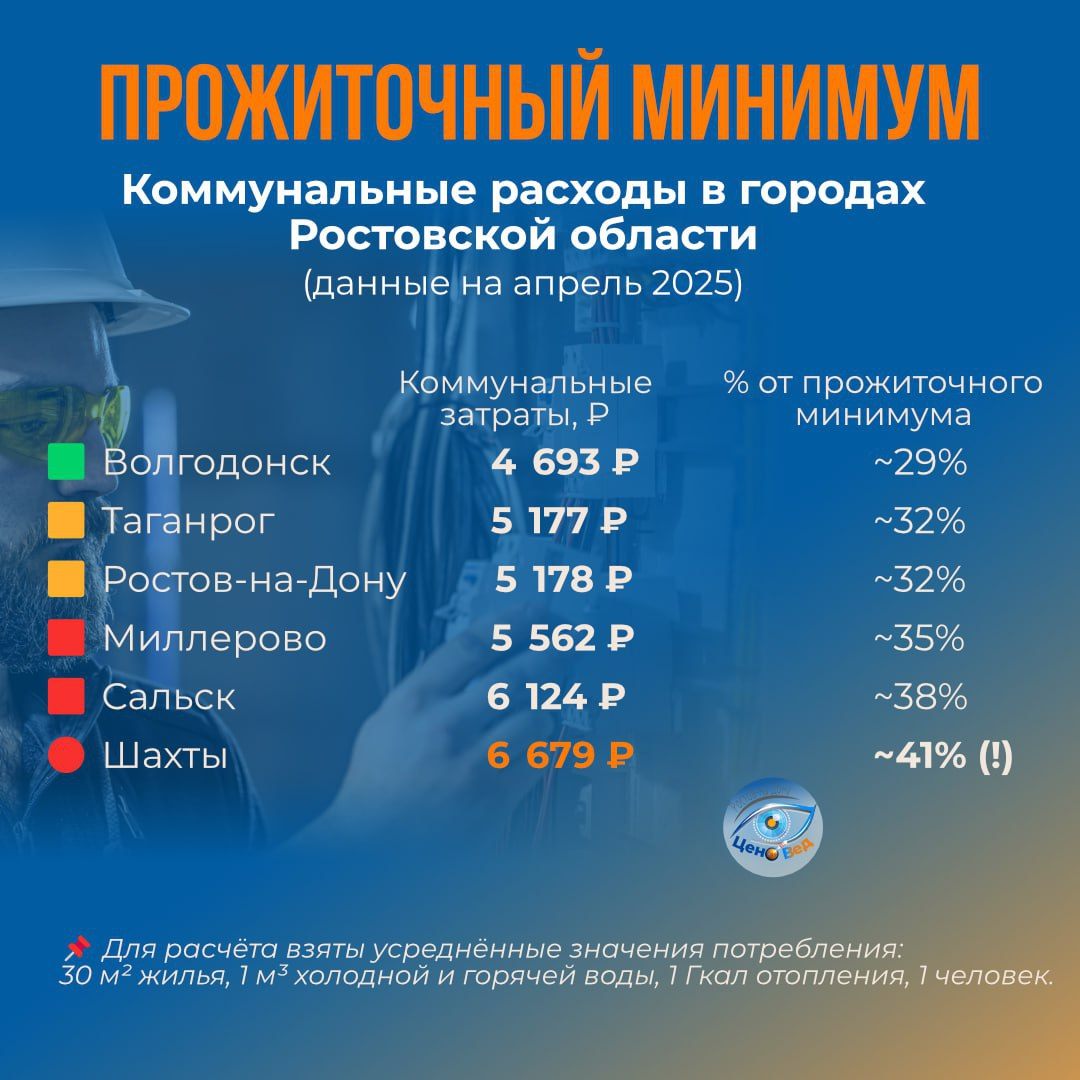 ПРОЖИТОЧНЫЙ МИНИМУМ
Коммунальные расходы в городах
Ростовской области
(данные на апрель 2025)
Коммунальные затраты, ₽
% от прожиточного минимума
Волгодонск 4 693 ₽ ~29%
Таганрог 5 177 ₽ ~32%
Ростов-на-Дону 5 178 ₽ ~32%
Миллерово 5 562 ₽ ~35%
Сальск 6 124 ₽ ~38%
Шахты 6 679 ₽ ~41% (!)
ЦеноВед
Для расчёта взяты усреднённые значения потребления:
30 м² жилья, 1 м³ холодной и горячей воды, 1 Гкал отопления, 1 человек.